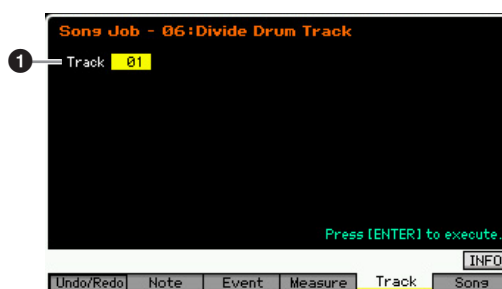 Song Job - 06:Divide Drum Track
1 Track 01
Press [ENTER] to execute.
INFO
Undo/Redo Note Event Measure Track Song